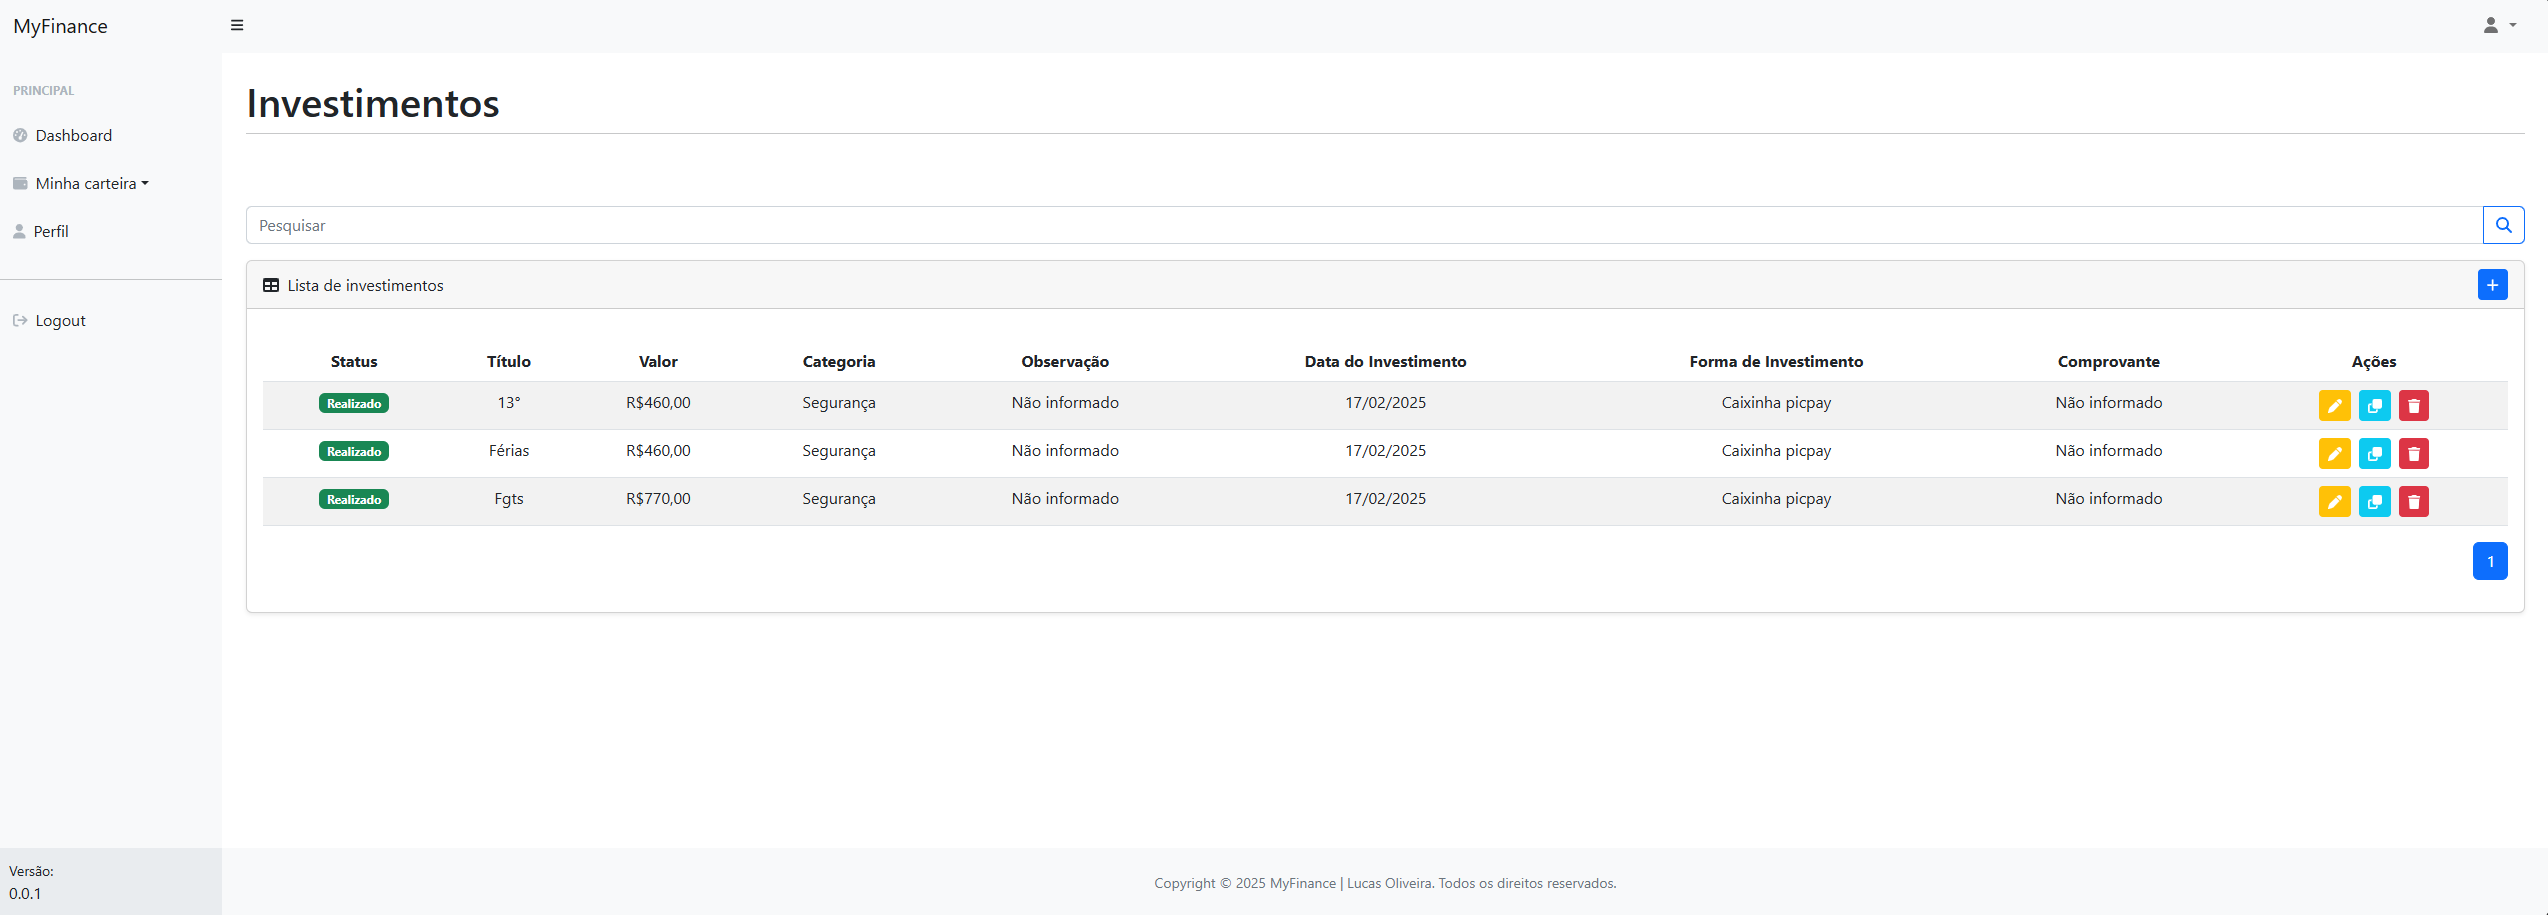 MyFinance
PRINCIPAL
Dashboard
Minha carteira
Perfil
Logout
Versão:
0.0.1
Investimentos
Pesquisar
Lista de investimentos
+
Status Título Valor Categoria Observação Data do Investimento Forma de Investimento Comprovante Ações
Realizado 13° R$460,00 Segurança Não informado 17/02/2025 Caixinha picpay Não informado
Realizado Férias R$460,00 Segurança Não informado 17/02/2025 Caixinha picpay Não informado
Realizado Fgts R$770,00 Segurança Não informado 17/02/2025 Caixinha picpay Não informado
1
Copyright © 2025 MyFinance | Lucas Oliveira. Todos os direitos reservados.